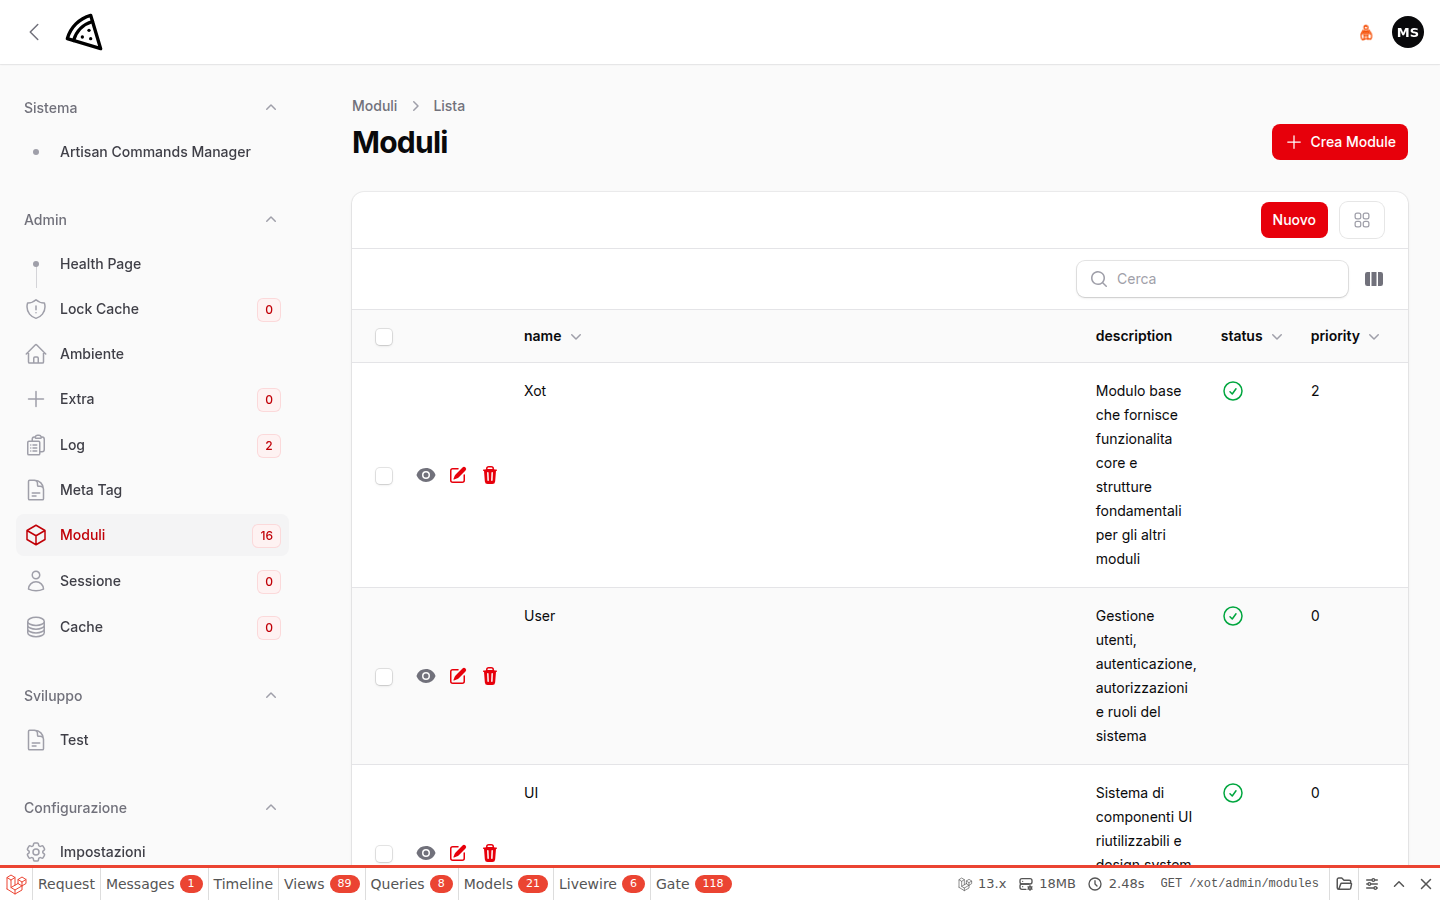 MS
Sistema
Artisan Commands Manager
Admin
Health Page
Lock Cache 0
Ambiente
Extra 0
Log 2
Meta Tag
Moduli 16
Sessione 0
Cache 0
Sviluppo
Test
Configurazione
Impostazioni
Moduli Lista
Moduli
Crea Module
Nuovo
Cerca
name description status priority
Xot
Modulo base
che fornisce
funzionalita
core e
strutture
fondamentali
per gli altri
moduli
2
User
Gestione
utenti,
autenticazione,
autorizzazioni
e ruoli del
sistema
0
UI
Sistema di
componenti UI
riutilizzabili e
design system
0
Request Messages 1 Timeline Views 89 Queries 8 Models 21 Livewire 6 Gate 118 13.x 18MB 2.48s GET /xot/admin/modules